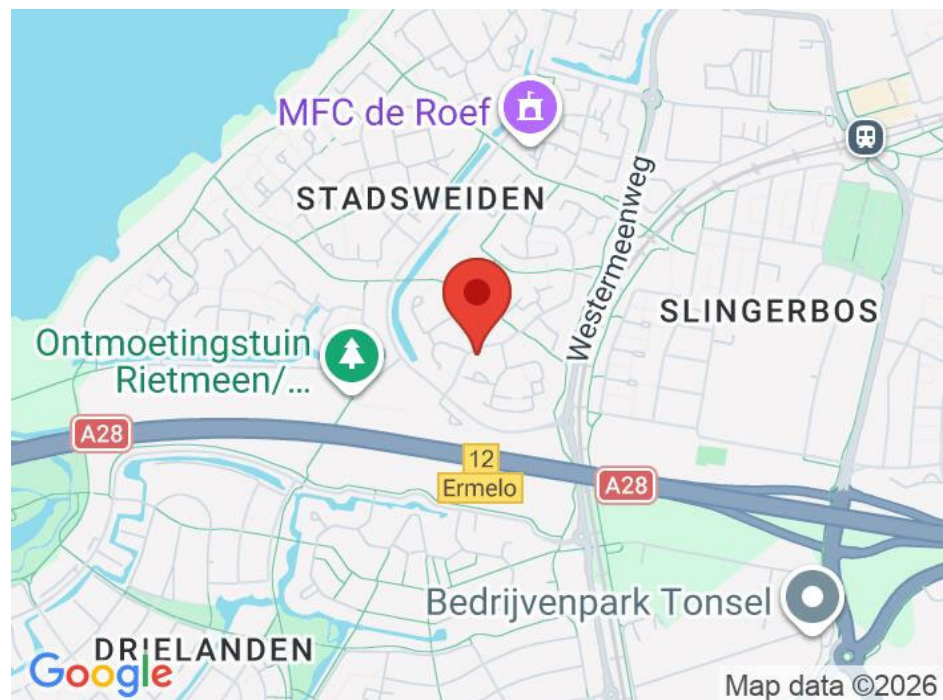 MFC de Roef
STADSWEIDEN
Westermeenweg
SLINGERBOS
Ontmoetingstuin
Rietmeen/...
A28
12
Ermelo
A28
Bedrijvenpark Tonsel
DRIELANDEN
Google
Map data ©2026